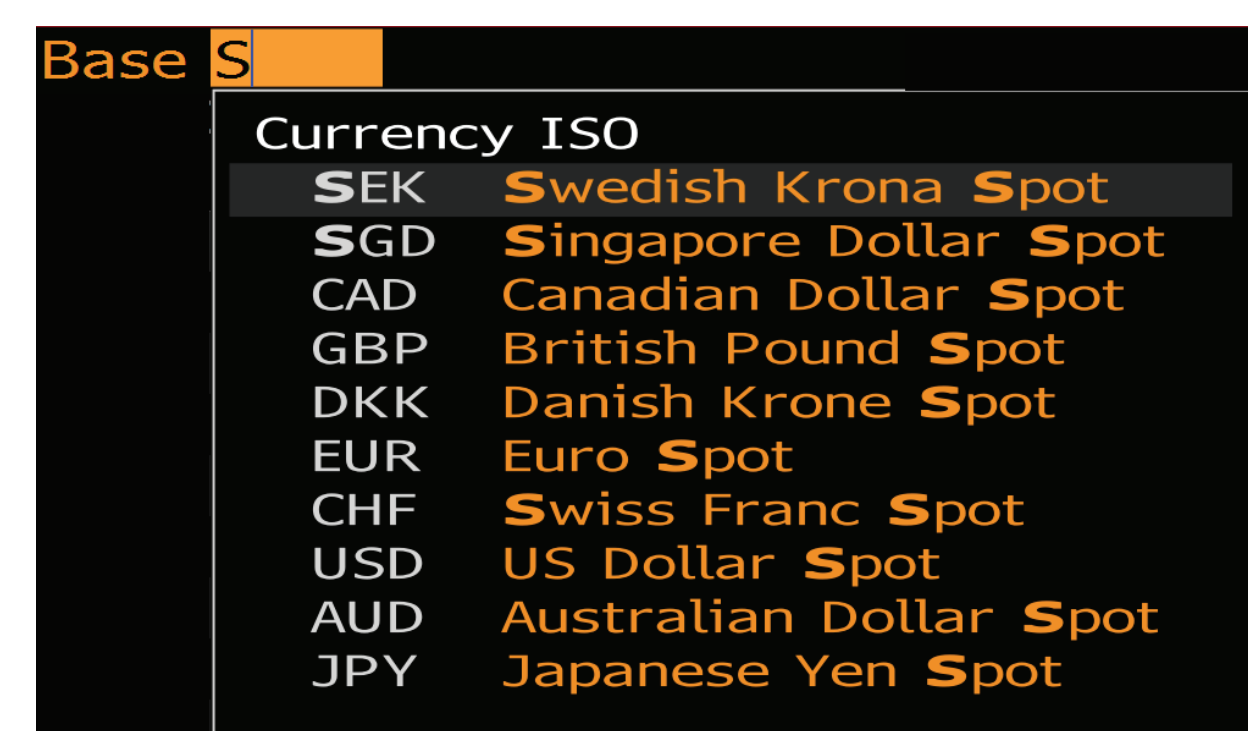 Base S
Currency ISO
SEK Swedish Krona Spot
SGD Singapore Dollar Spot
CAD Canadian Dollar Spot
GBP British Pound Spot
DKK Danish Krone Spot
EUR Euro Spot
CHF Swiss Franc Spot
USD US Dollar Spot
AUD Australian Dollar Spot
JPY Japanese Yen Spot